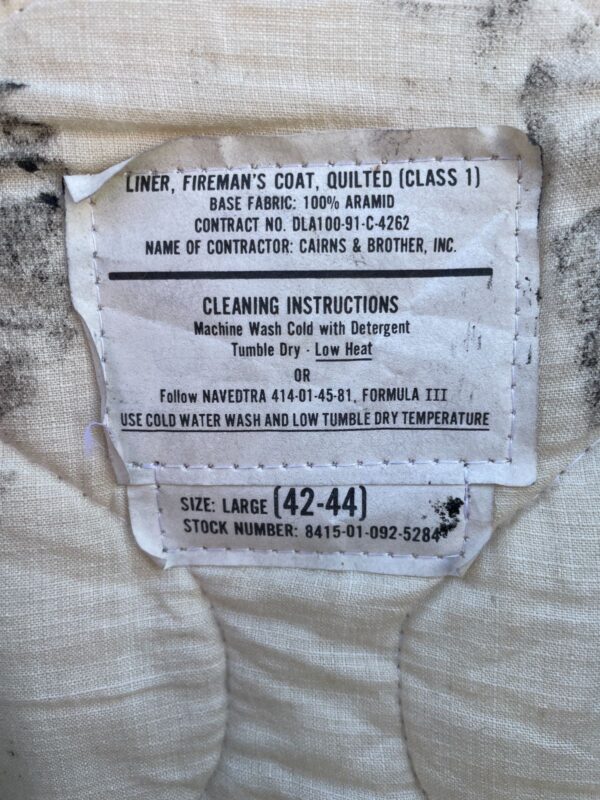 LINER, FIREMAN'S COAT, QUILTED (CLASS 1)
BASE FABRIC: 100% ARAMID
CONTRACT NO. DLA100-91-C-4262
NAME OF CONTRACTOR: CAIRNS & BROTHER, INC.
CLEANING INSTRUCTIONS
Machine Wash Cold with Detergent
Tumble Dry - Low Heat
OR
Follow NAVEDTRA 414-01-45-81, FORMULA III
USE COLD WATER WASH AND LOW TUMBLE DRY TEMPERATURE
SIZE: LARGE (42-44)
STOCK NUMBER: 8415-01-092-5284